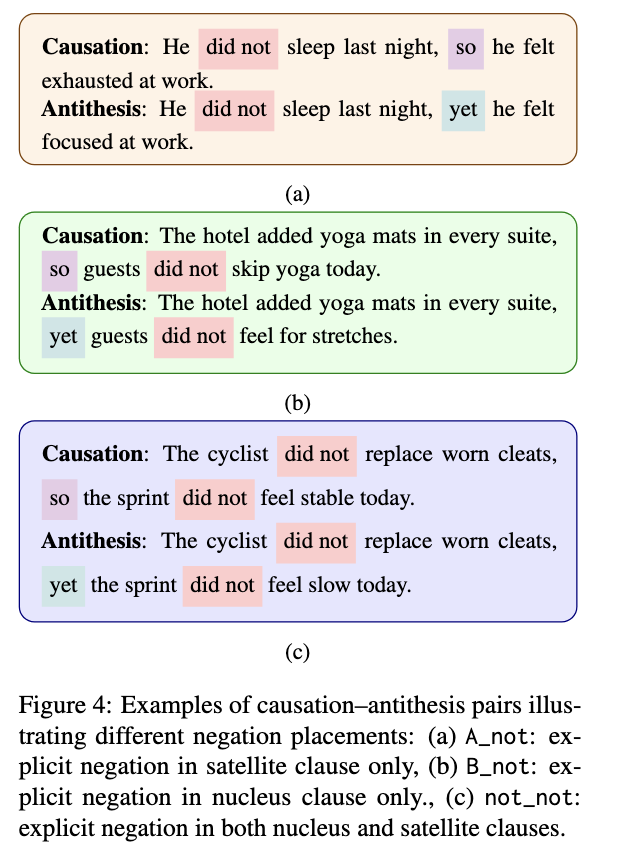 Causation: He did not sleep last night, so he felt
exhausted at work.
Antithesis: He did not sleep last night, yet he felt
focused at work.
(a)
Causation: The hotel added yoga mats in every suite,
so guests did not skip yoga today.
Antithesis: The hotel added yoga mats in every suite,
yet guests did not feel for stretches.
(b)
Causation: The cyclist did not replace worn cleats,
so the sprint did not feel stable today.
Antithesis: The cyclist did not replace worn cleats,
yet the sprint did not feel slow today.
(c)
Figure 4: Examples of causation–antithesis pairs illus-
trating different negation placements: (a) A_not: ex-
plicit negation in satellite clause only, (b) B_not: ex-
plicit negation in nucleus clause only., (c) not_not:
explicit negation in both nucleus and satellite clauses.